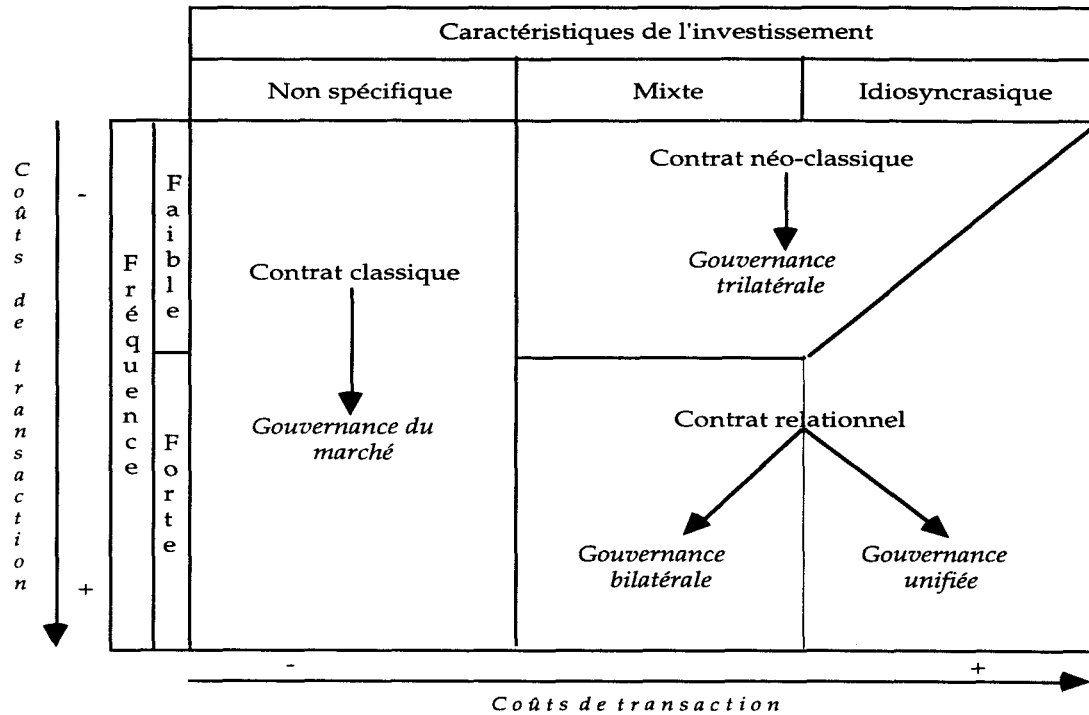 Caractéristiques de l'investissement
Non spécifique
Mixte
Idiosyncrasique
Coûts de transaction
-
+
Fréquence
Faible
Forte
Contrat classique
Gouvernance du
marché
Contrat néo-classique
Gouvernance
trilatérale
Contrat relationnel
Gouvernance
bilatérale
Gouvernance
unifiée
-
+
Coûts de transaction